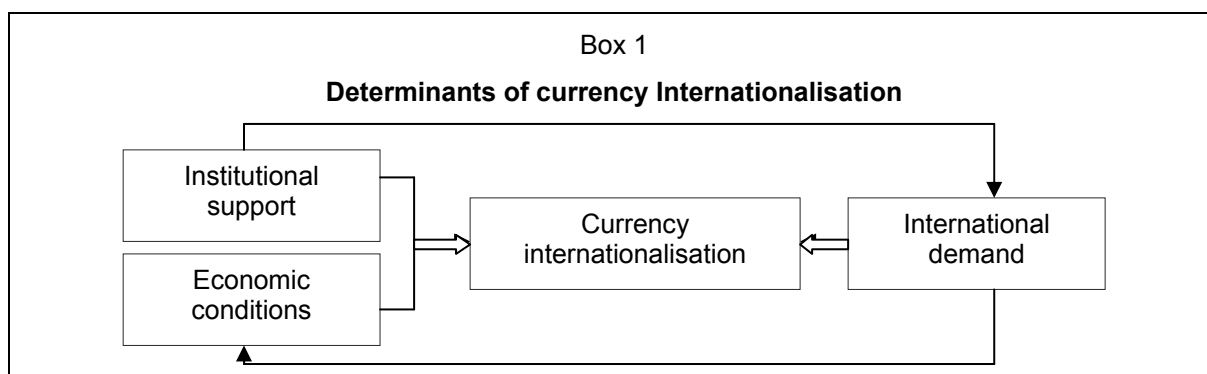 Box 1
Determinants of currency Internationalisation
Institutional
support
Economic
conditions
Currency
internationalisation
International
demand